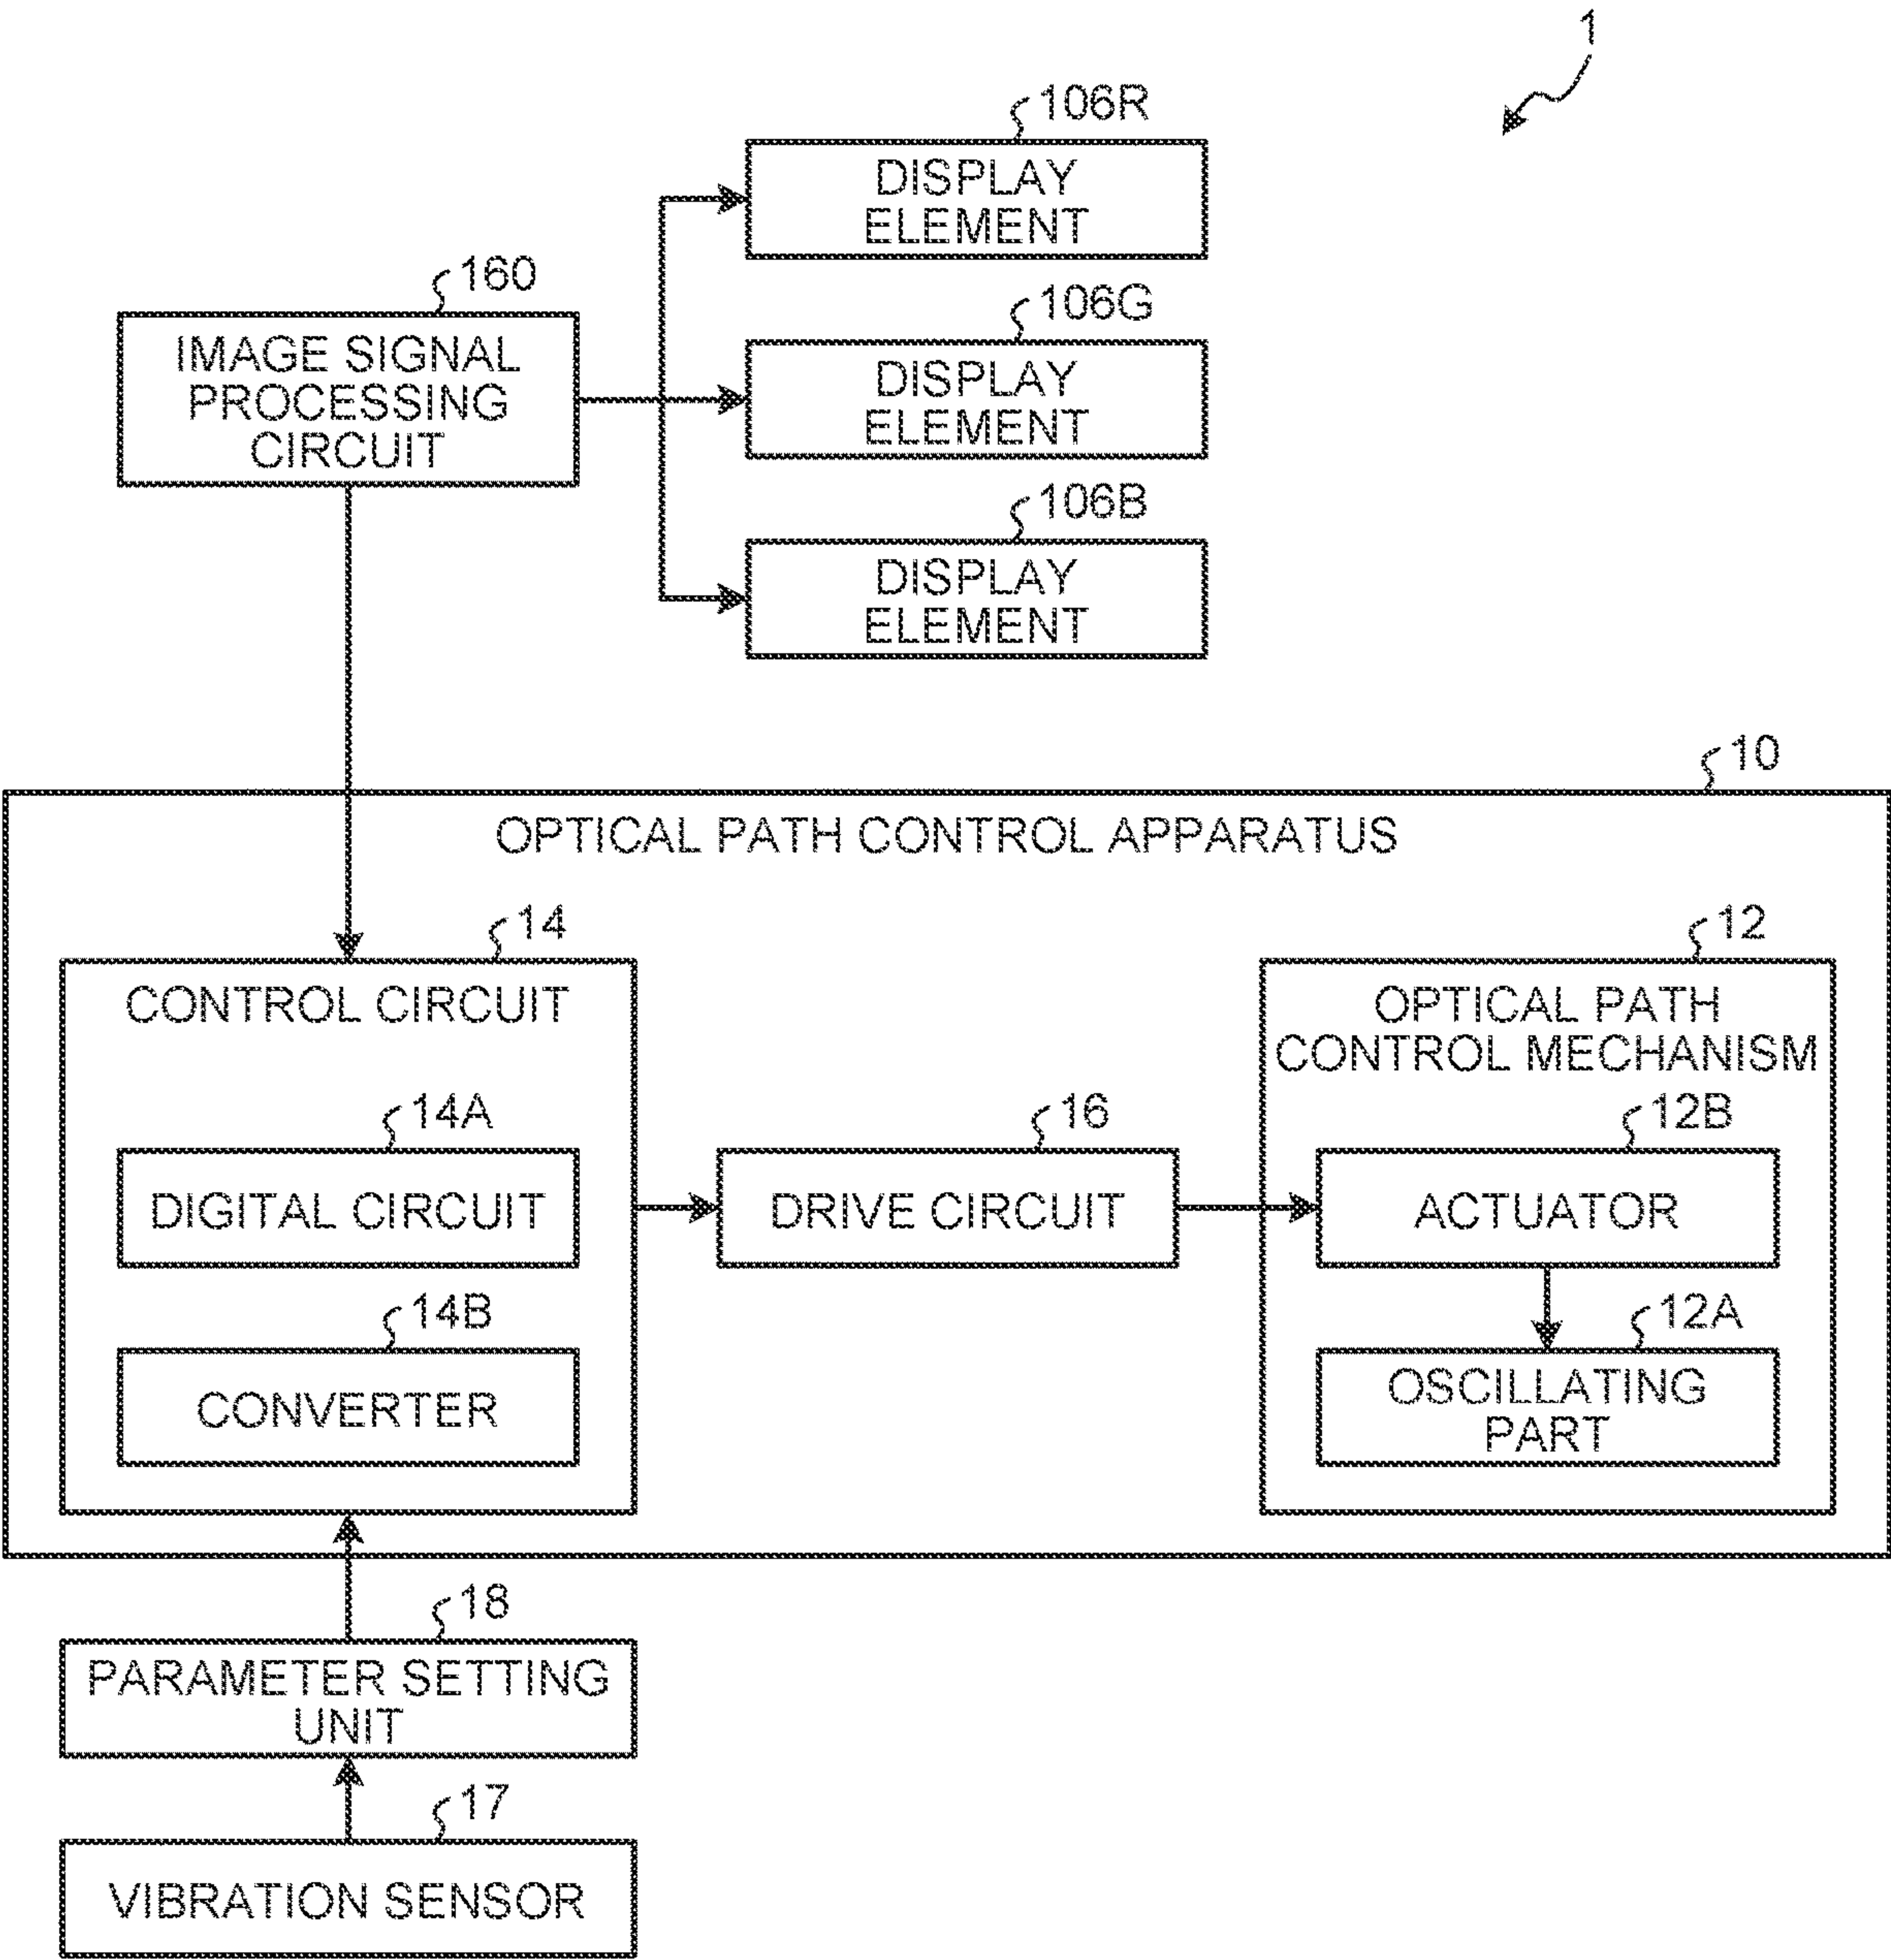 1
106R
DISPLAY
ELEMENT
160
IMAGE SIGNAL
PROCESSING
CIRCUIT
106G
DISPLAY
ELEMENT
106B
DISPLAY
ELEMENT
10
OPTICAL PATH CONTROL APPARATUS
14
CONTROL CIRCUIT
14A
DIGITAL CIRCUIT
14B
CONVERTER
16
DRIVE CIRCUIT
12
OPTICAL PATH
CONTROL MECHANISM
12B
ACTUATOR
12A
OSCILLATING
PART
18
PARAMETER SETTING
UNIT
17
VIBRATION SENSOR